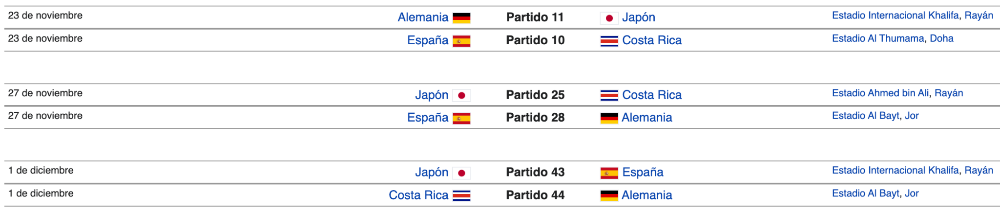 23 de noviembre Alemania Partido 11 Japón Estadio Internacional Khalifa, Rayán
23 de noviembre España Partido 10 Costa Rica Estadio Al Thumama, Doha
27 de noviembre Japón Partido 25 Costa Rica Estadio Ahmed bin Ali, Rayán
27 de noviembre España Partido 28 Alemania Estadio Al Bayt, Jor
1 de diciembre Japón Partido 43 España Estadio Internacional Khalifa, Rayán
1 de diciembre Costa Rica Partido 44 Alemania Estadio Al Bayt, Jor